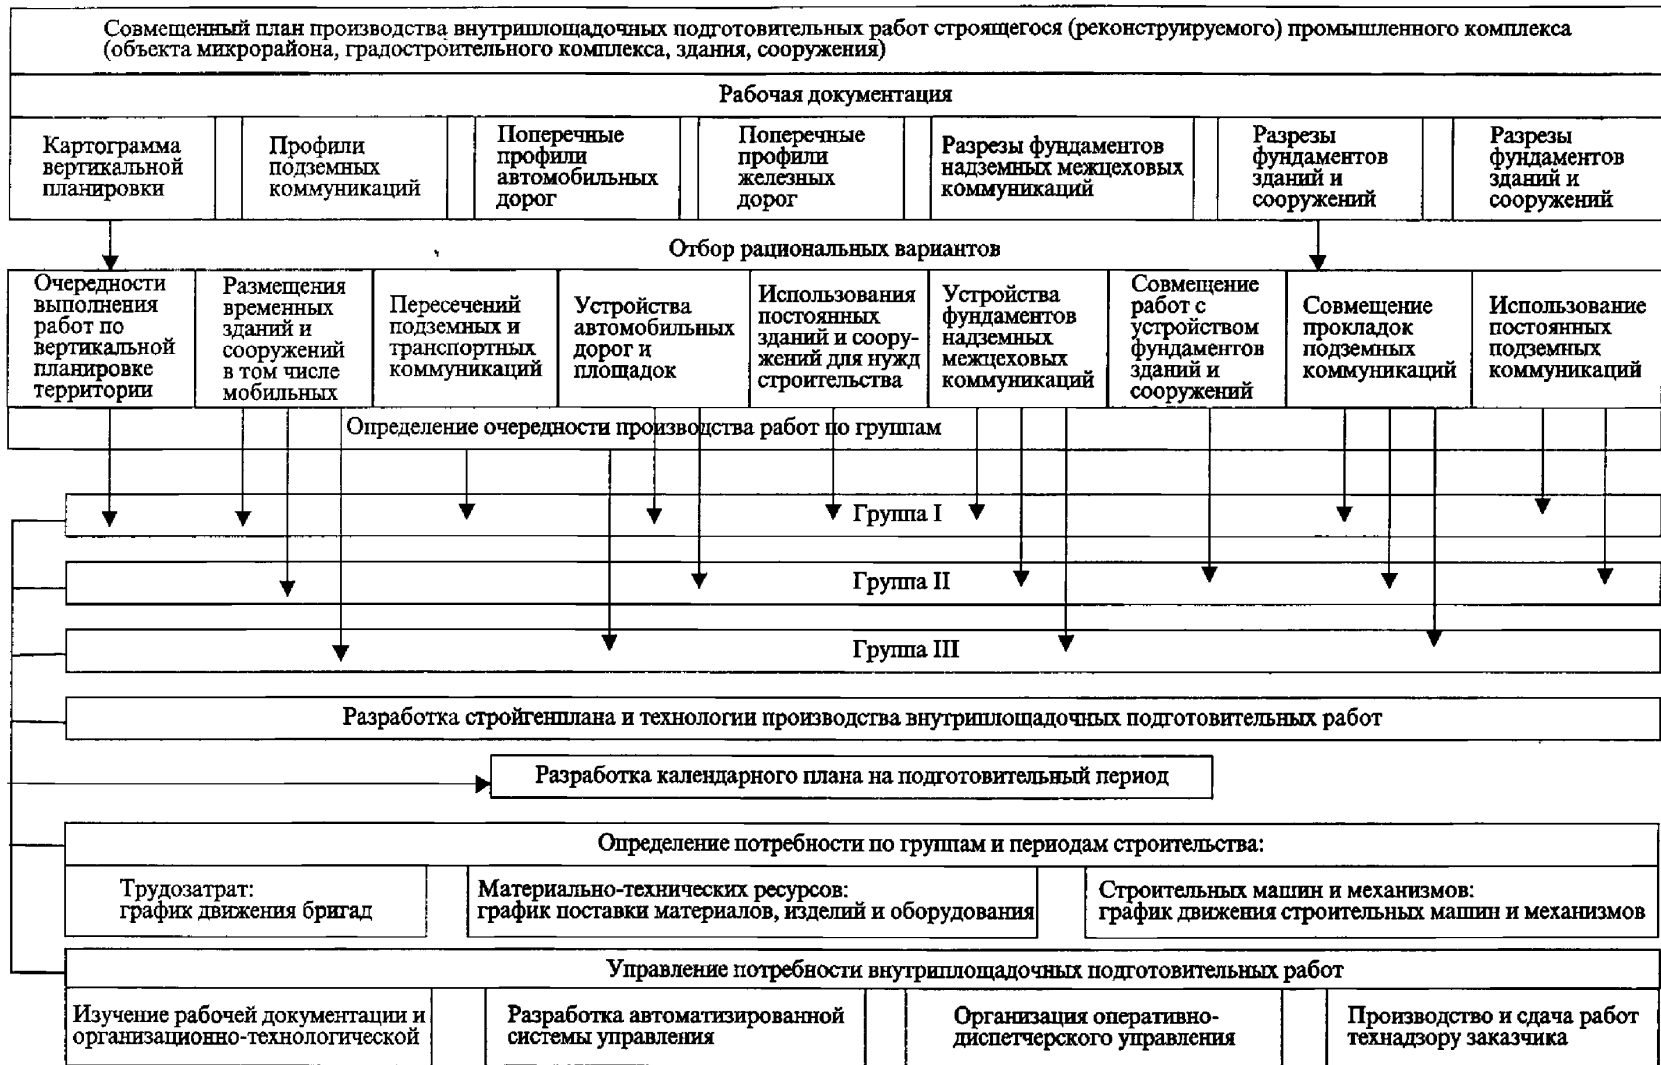 Совмещенный план производства внутриплощадочных подготовительных работ строящегося (реконструируемого) промышленного комплекса
(объекта микрорайона, градостроительного комплекса, здания, сооружения)
Рабочая документация
Картограмма
вертикальной
планировки
Профили
подземных
коммуникаций
Поперечные
профили
автомобильных
дорог
Поперечные
профили
железных
дорог
Разрезы фундаментов
надземных межцеховых
коммуникаций
Разрезы
фундаментов
зданий и
сооружений
Разрезы
фундаментов
зданий и
сооружений
Отбор рациональных вариантов
Очередности
выполнения
работ по
вертикальной
планировке
территории
Размещения
временных
зданий и
сооружений
в том числе
мобильных
Пересечений
подземных и
транспортных
коммуникаций
Устройства
автомобильных
дорог и
площадок
Использования
постоянных
зданий и соору-
жений для нужд
строительства
Устройства
фундаментов
надземных
межцеховых
коммуникаций
Совмещение
работ с
устройством
фундаментов
зданий и
сооружений
Совмещение
прокладок
подземных
коммуникаций
Использование
постоянных
подземных
коммуникаций
Определение очередности производства работ по группам
Группа I
Группа II
Группа III
Разработка стройгенплана и технологии производства внутриплощадочных подготовительных работ
Разработка календарного плана на подготовительный период
Определение потребности по группам и периодам строительства:
Трудозатрат:
график движения бригад
Материально-технических ресурсов:
график поставки материалов, изделий и оборудования
Строительных машин и механизмов:
график движения строительных машин и механизмов
Управление потребности внутриплощадочных подготовительных работ
Изучение рабочей документации и
организационно-технологической
Разработка автоматизированной
системы управления
Организация оперативно-
диспетчерского управления
Производство и сдача работ
технадзору заказчика